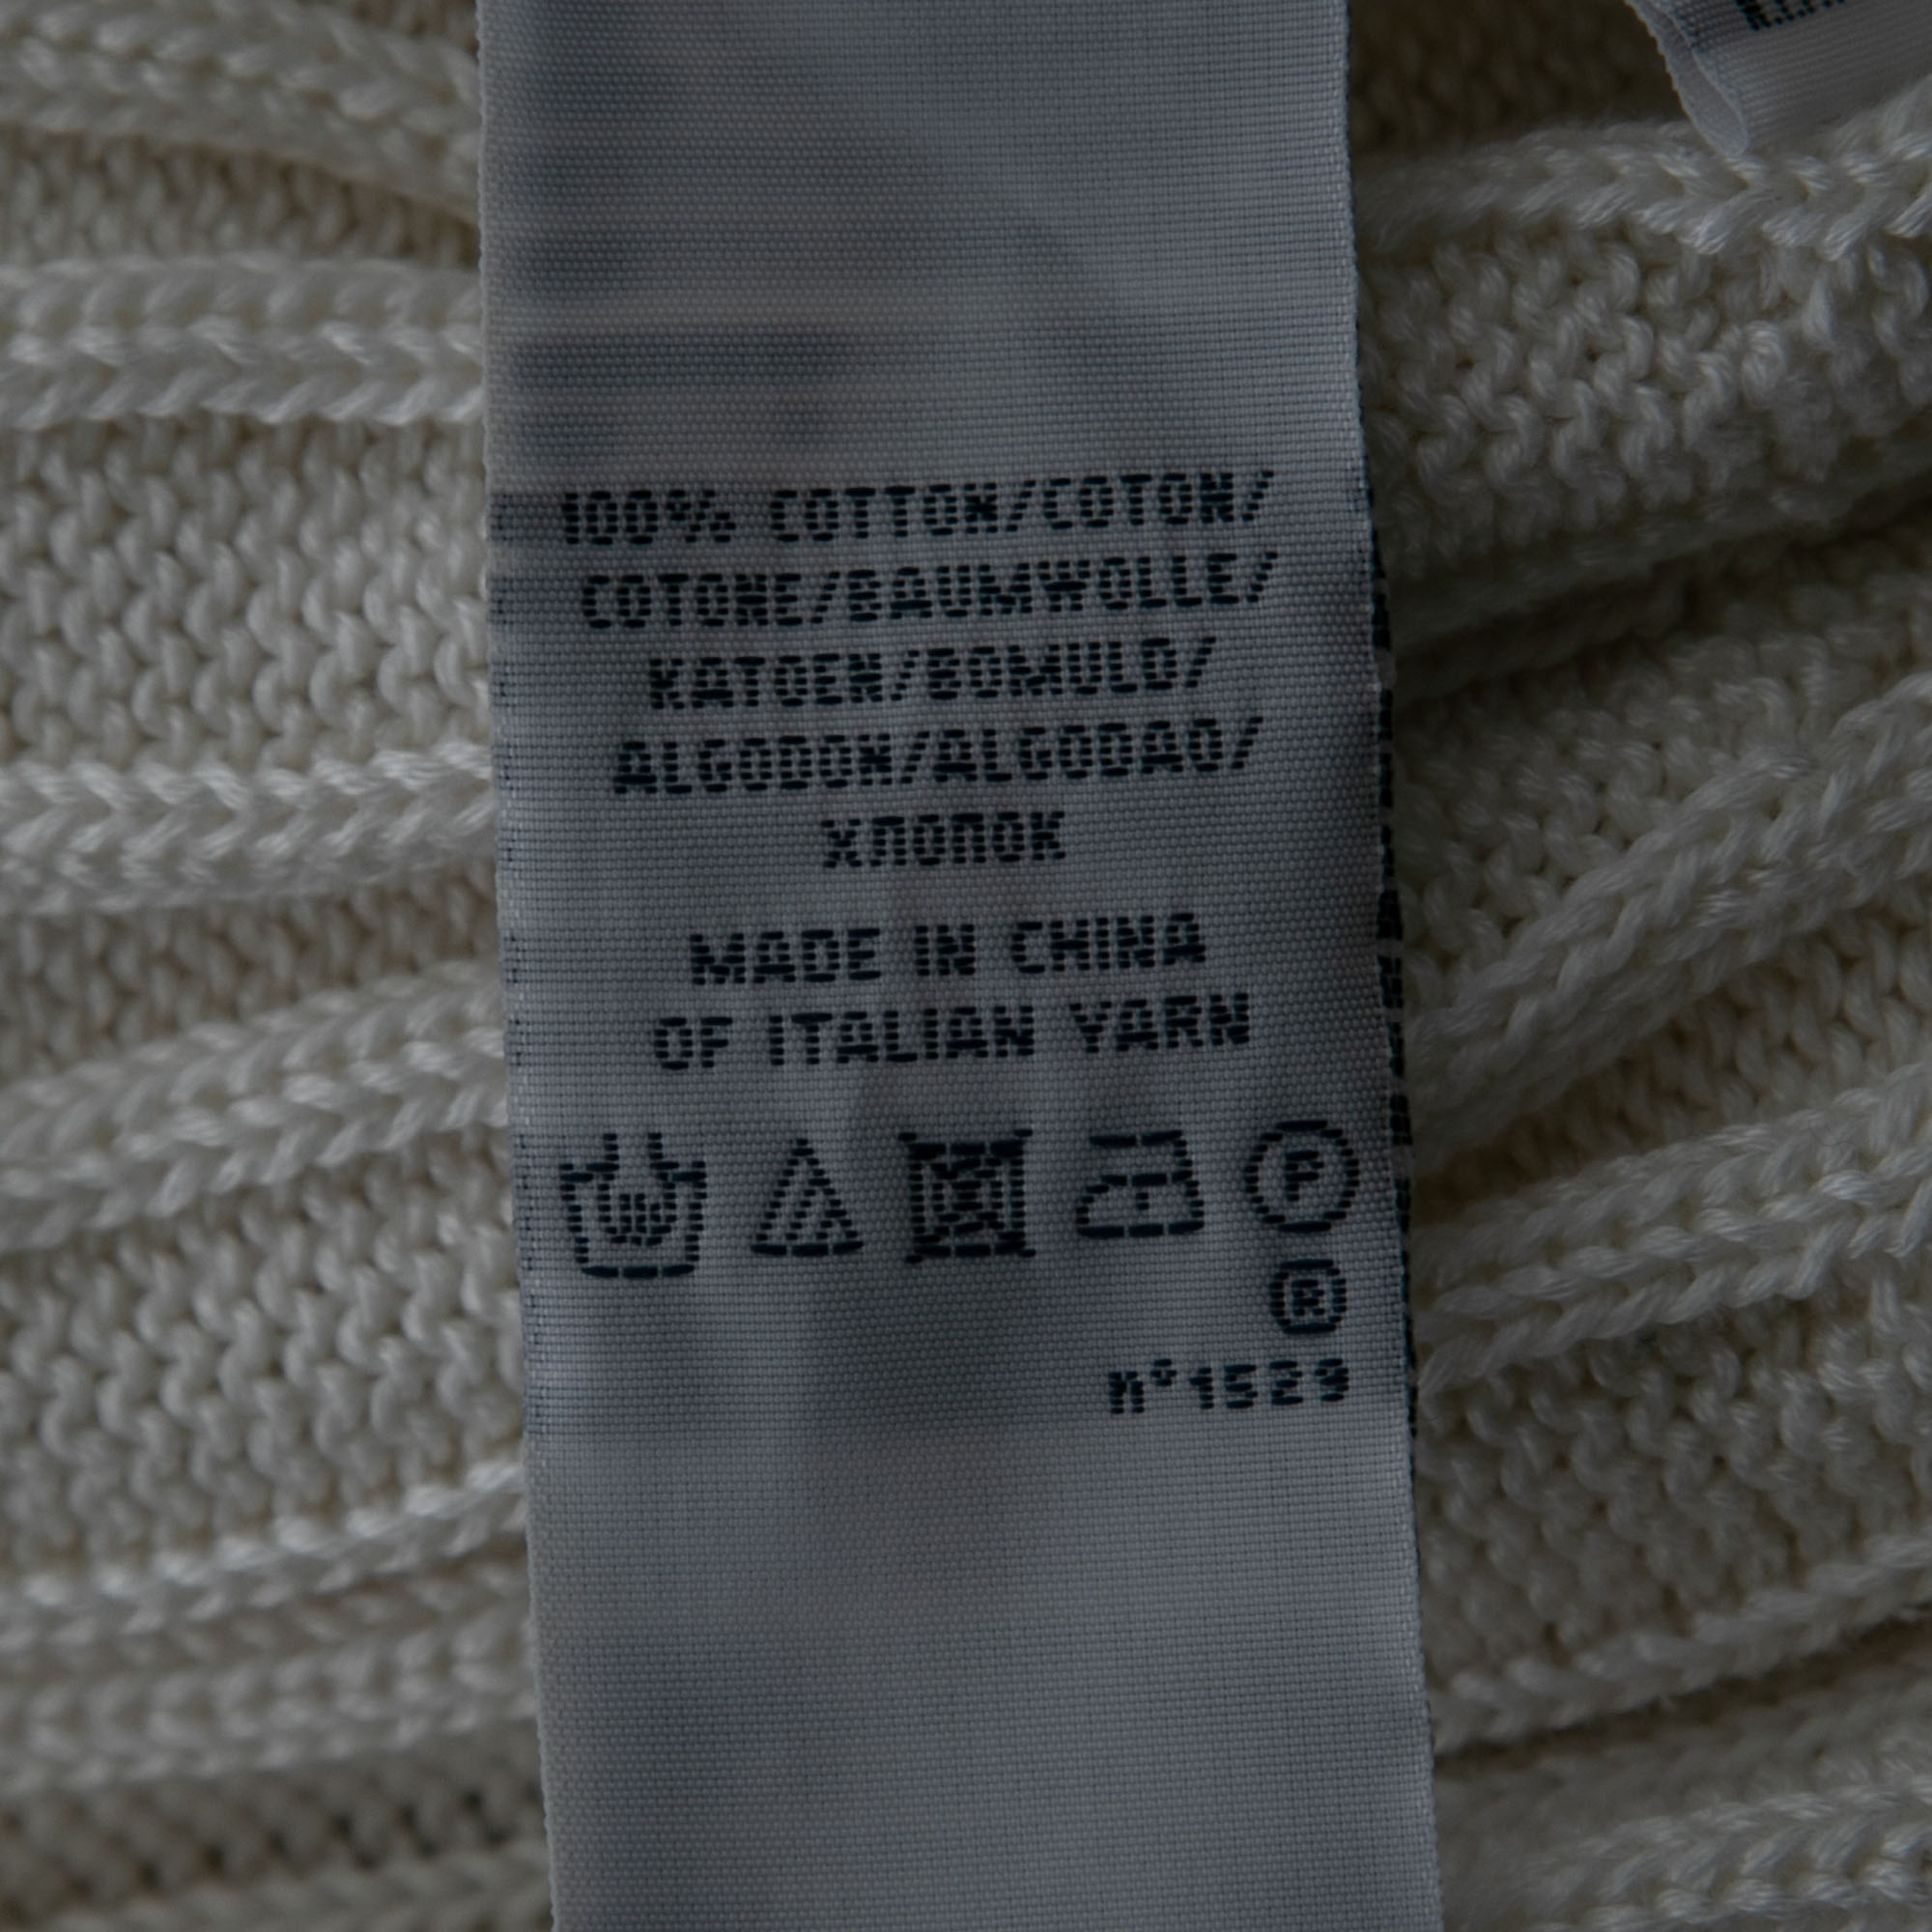 100% COTTON/COTON/
COTONE/BAUMWOLLE/
KATOEN/BOMULD/
ALGODON/ALGODAO/
ХЛОПОК
MADE IN CHINA
OF ITALIAN YARN
P
®
n°1529